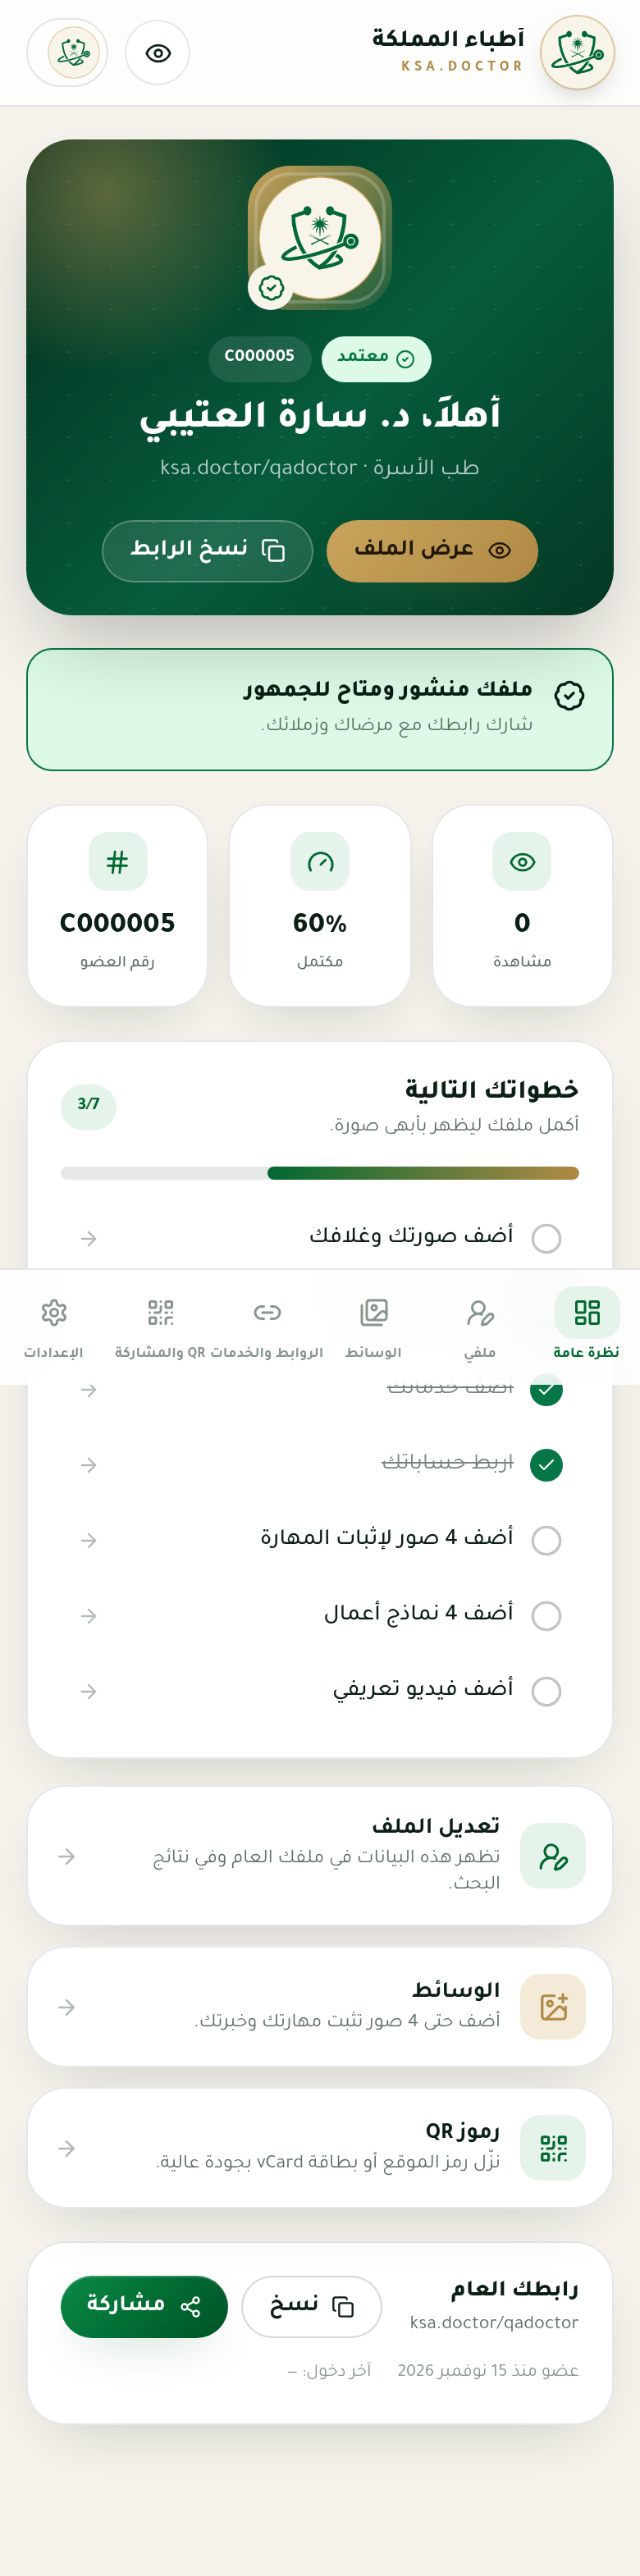 أطباء المملكة
KSA.DOCTOR
معتمد
C000005
أهلاً، د. سارة العتيبي
طب الأسرة · ksa.doctor/qadoctor
عرض الملف
نسخ الرابط
ملفك منشور ومتاح للجمهور
شارك رابطك مع مرضاك وزملائك.
0
مشاهدة
60%
مكتمل
C000005
رقم العضو
خطواتك التالية
3/7
أكمل ملفك ليظهر بأبهى صورة.
أضف صورتك وغلافك
نظرة عامة
ملفي
الوسائط
الروابط والخدمات
QR والمشاركة
الإعدادات
أضف خدماتك
اربط حساباتك
أضف 4 صور لإثبات المهارة
أضف 4 نماذج أعمال
أضف فيديو تعريفي
تعديل الملف
تظهر هذه البيانات في ملفك العام وفي نتائج
البحث.
الوسائط
أضف حتى 4 صور تثبت مهارتك وخبرتك.
رموز QR
نزّل رمز الموقع أو بطاقة vCard بجودة عالية.
رابطك العام
ksa.doctor/qadoctor
نسخ
مشاركة
عضو منذ 15 نوفمبر 2026
آخر دخول: —